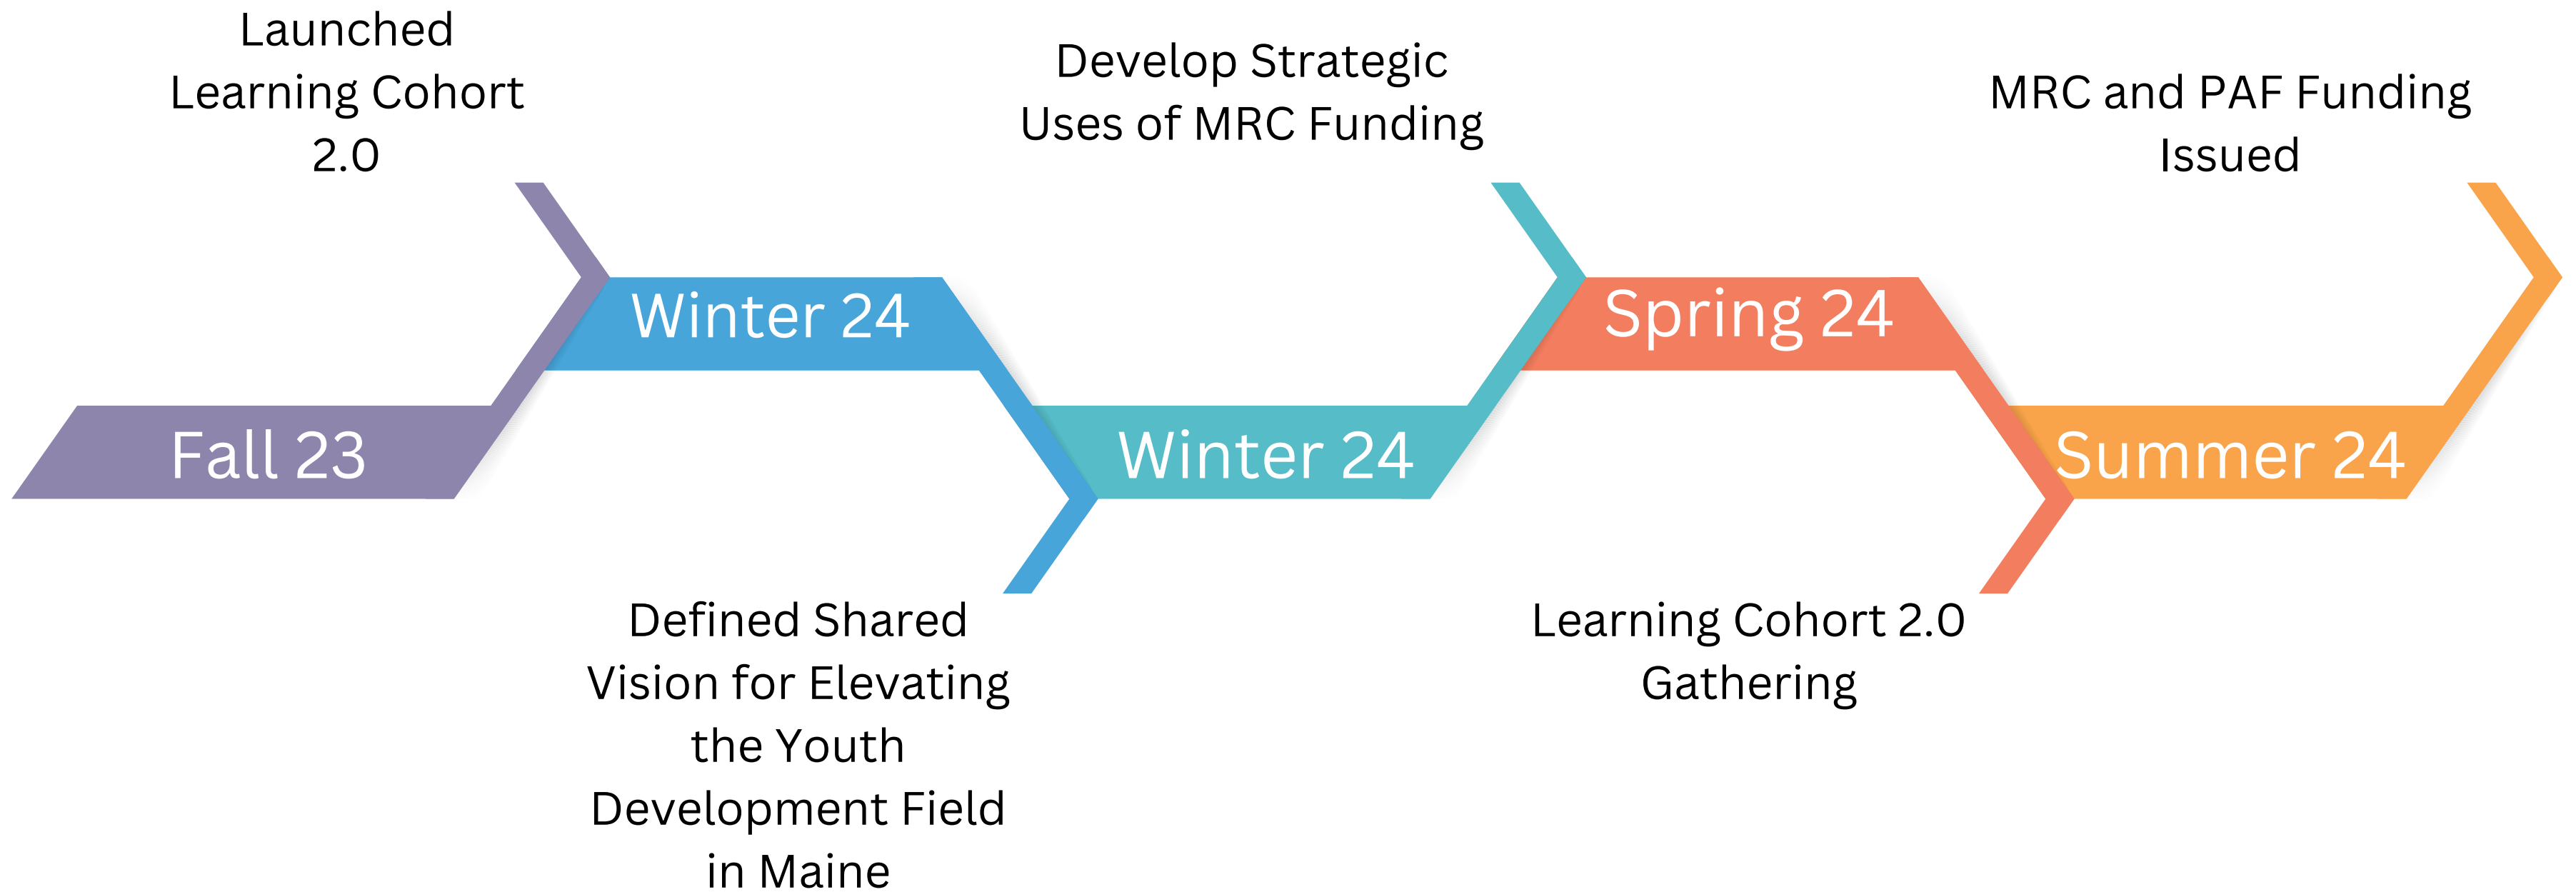 Launched
Learning Cohort
2.0
Fall 23
Winter 24
Defined Shared
Vision for Elevating
the Youth
Development Field
in Maine
Develop Strategic
Uses of MRC Funding
Winter 24
Spring 24
Learning Cohort 2.0
Gathering
MRC and PAF Funding
Issued
Summer 24